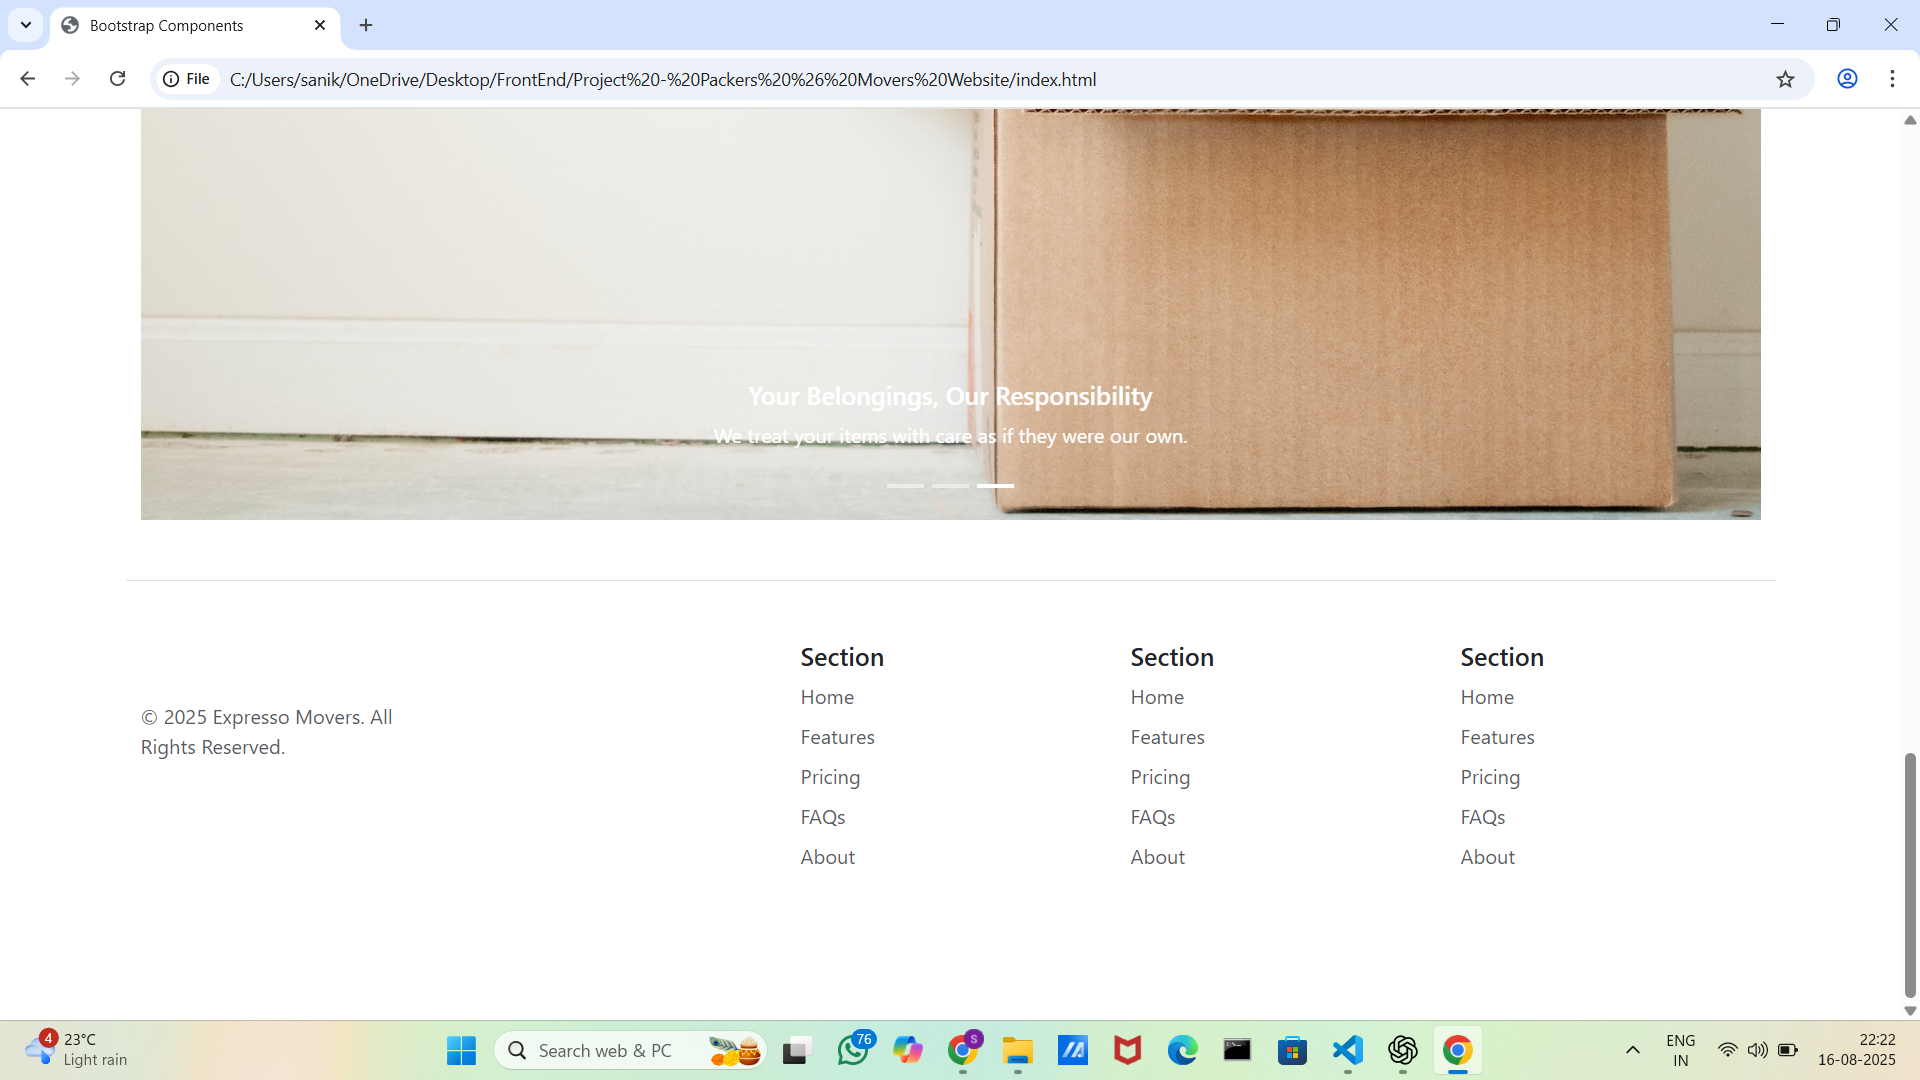 Bootstrap Components
File
C:/Users/sanik/OneDrive/Desktop/FrontEnd/Project%20-%20Packers%20%26%20Movers%20Website/index.html
Your Belongings, Our Responsibility
We treat your items with care as if they were our own.
© 2025 Expresso Movers. All
Rights Reserved.
Section
Home
Features
Pricing
FAQs
About
Section
Home
Features
Pricing
FAQs
About
Section
Home
Features
Pricing
FAQs
About
4
23°C
Light rain
Search web & PC
76
S
ENG
IN
22:22
16-08-2025